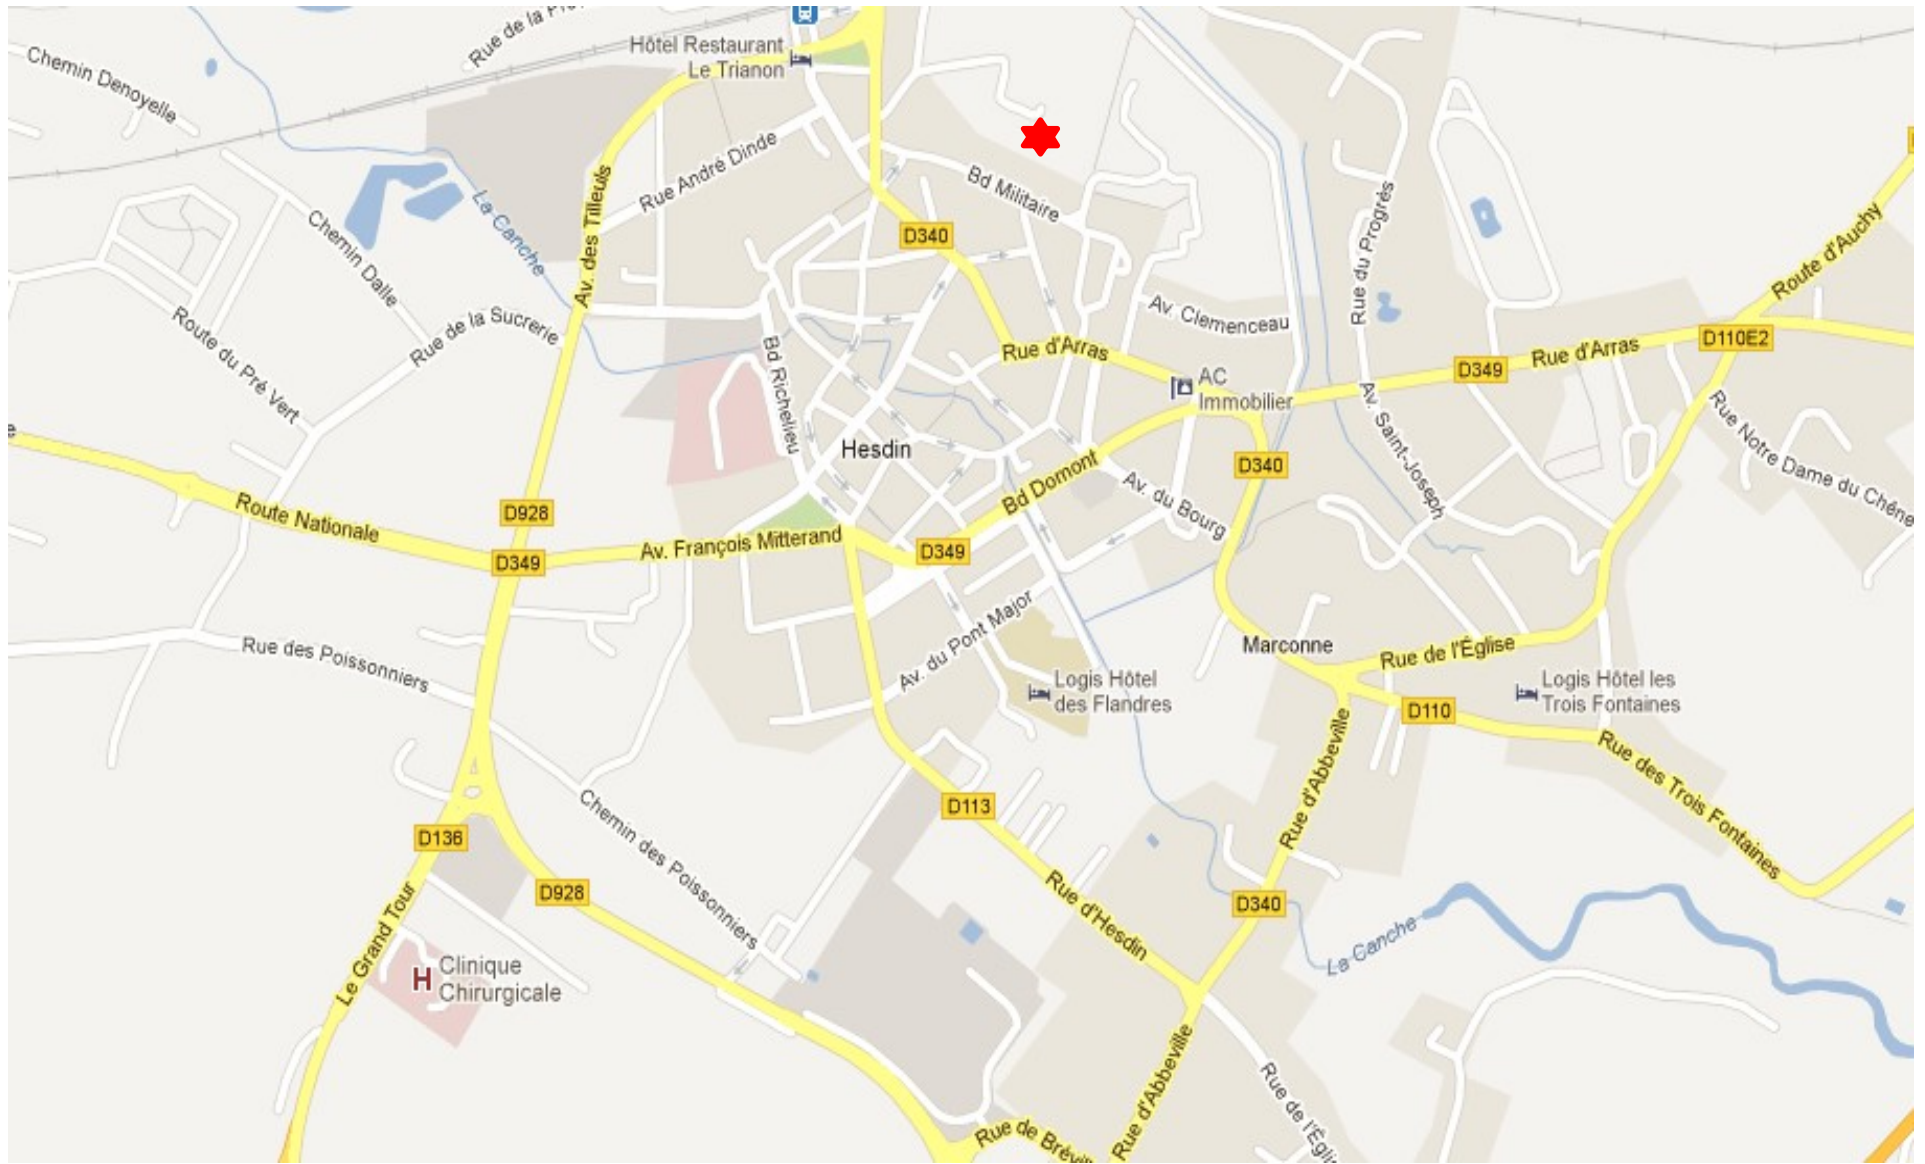 Rue de la Pro
Hôtel Restaurant
Le Trianon
Chemin Denoyelle
Rue André Dinde
Bd Militaire
La Canche
Av. des Tilleuls
Chemin Dalle
D340
Rue du Progrès
Route d'Auchy
Route du Pré Vert
Rue de la Sucrerie
Av. Clemenceau
Rue d'Arras
Rue d'Arras
D110E2
D349
Bd Richelieu
AC
Immobilier
Av. Saint-Joseph
Rue Notre Dame du Chêne
e
Hesdin
D340
Bd Domont
Av. du Bourg
Route Nationale
D928
Av. François Mitterand
D349
D349
Av. du Pont Major
Rue des Poissonniers
Marconne
Rue de l'Église
Logis Hôtel
des Flandres
Logis Hôtel les
Trois Fontaines
D110
Rue d'Abbeville
Rue des Trois Fontaines
D113
Chemin des Poissonniers
D136
D928
Rue d'Hesdin
D340
Le Grand Tour
La Canche
H
Clinique
Chirurgicale
Rue d'Abbeville
Rue de l'Égli
Rue de Brévill